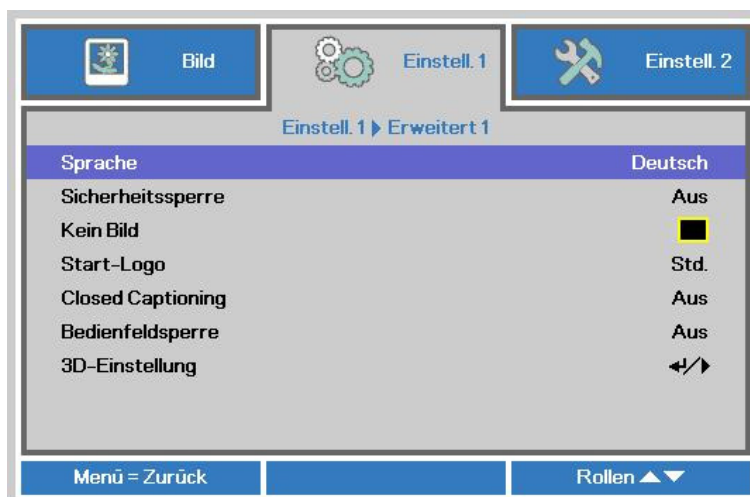 Bild
Einstell. 1
Einstell. 2
Einstell. 1 ▶ Erweitert 1
Sprache Deutsch
Sicherheitssperre Aus
Kein Bild
Start-Logo Std.
Closed Captioning Aus
Bedienfeldsperre Aus
3D-Einstellung ↵/▶
Menü = Zurück
Rollen ▲▼